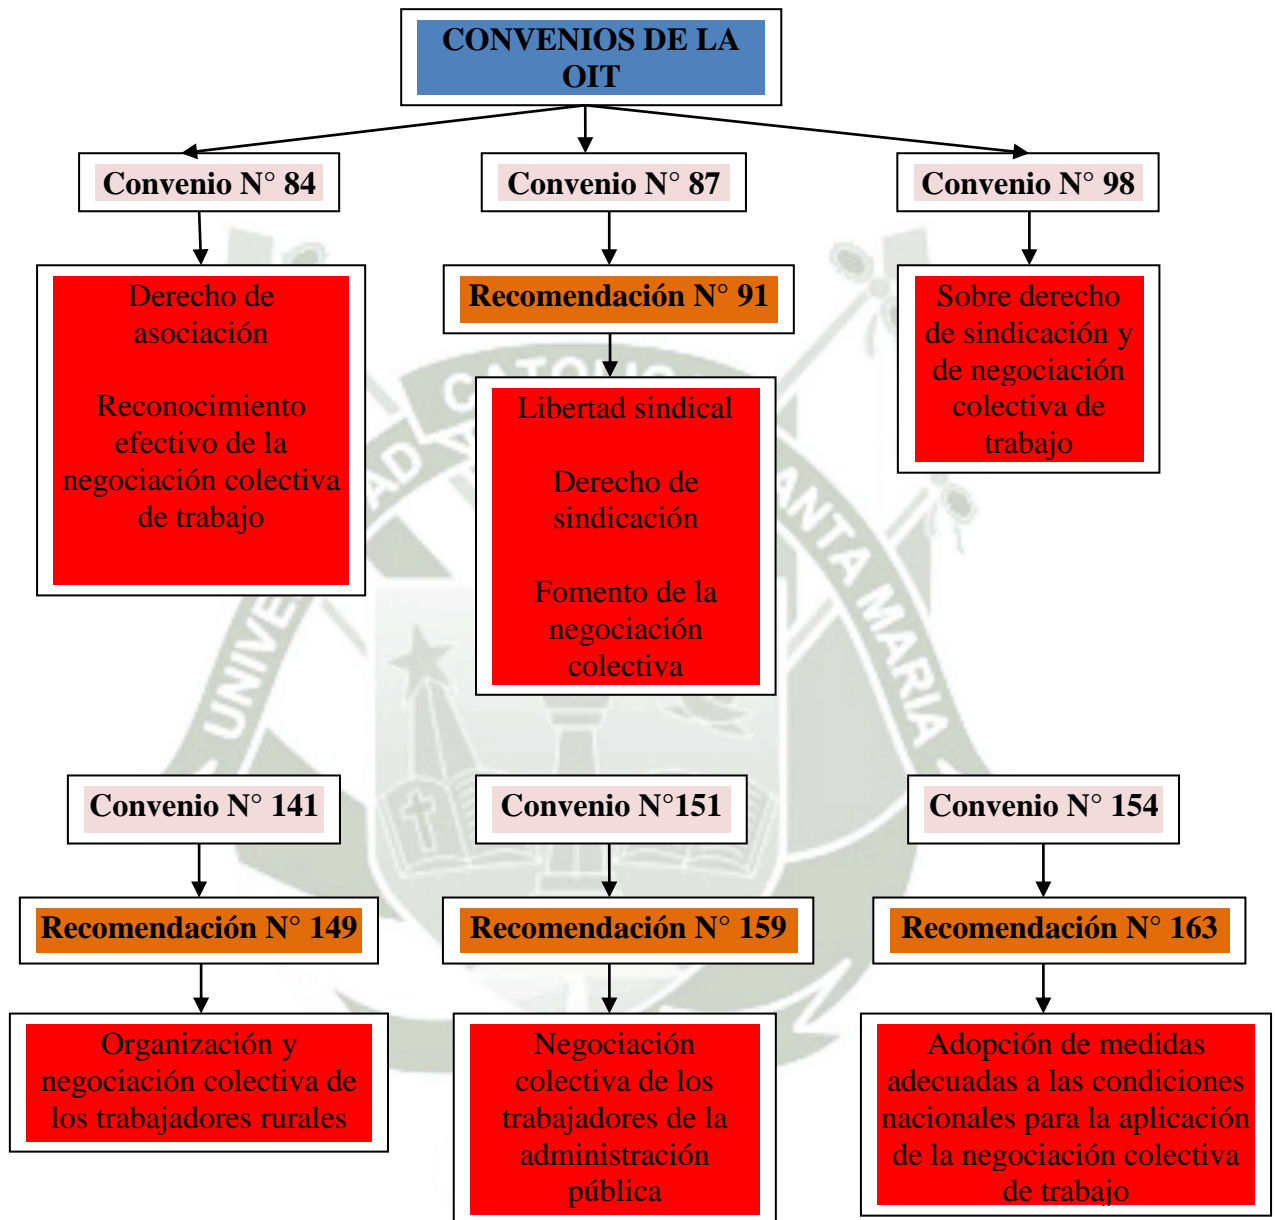 CONVENIOS DE LA
OIT
Convenio N° 84
Convenio N° 87
Convenio N° 98
Derecho de
asociación
Reconocimiento
efectivo de la
negociación colectiva
de trabajo
Recomendación N° 91
Libertad sindical
Derecho de
sindicación
Fomento de la
negociación
colectiva
Sobre derecho
de sindicación y
de negociación
colectiva de
trabajo
Convenio N° 141
Convenio N°151
Convenio N° 154
Recomendación N° 149
Recomendación N° 159
Recomendación N° 163
Organización y
negociación colectiva de
los trabajadores rurales
Negociación
colectiva de los
trabajadores de la
administración
pública
Adopción de medidas
adecuadas a las condiciones
nacionales para la aplicación
de la negociación colectiva
de trabajo